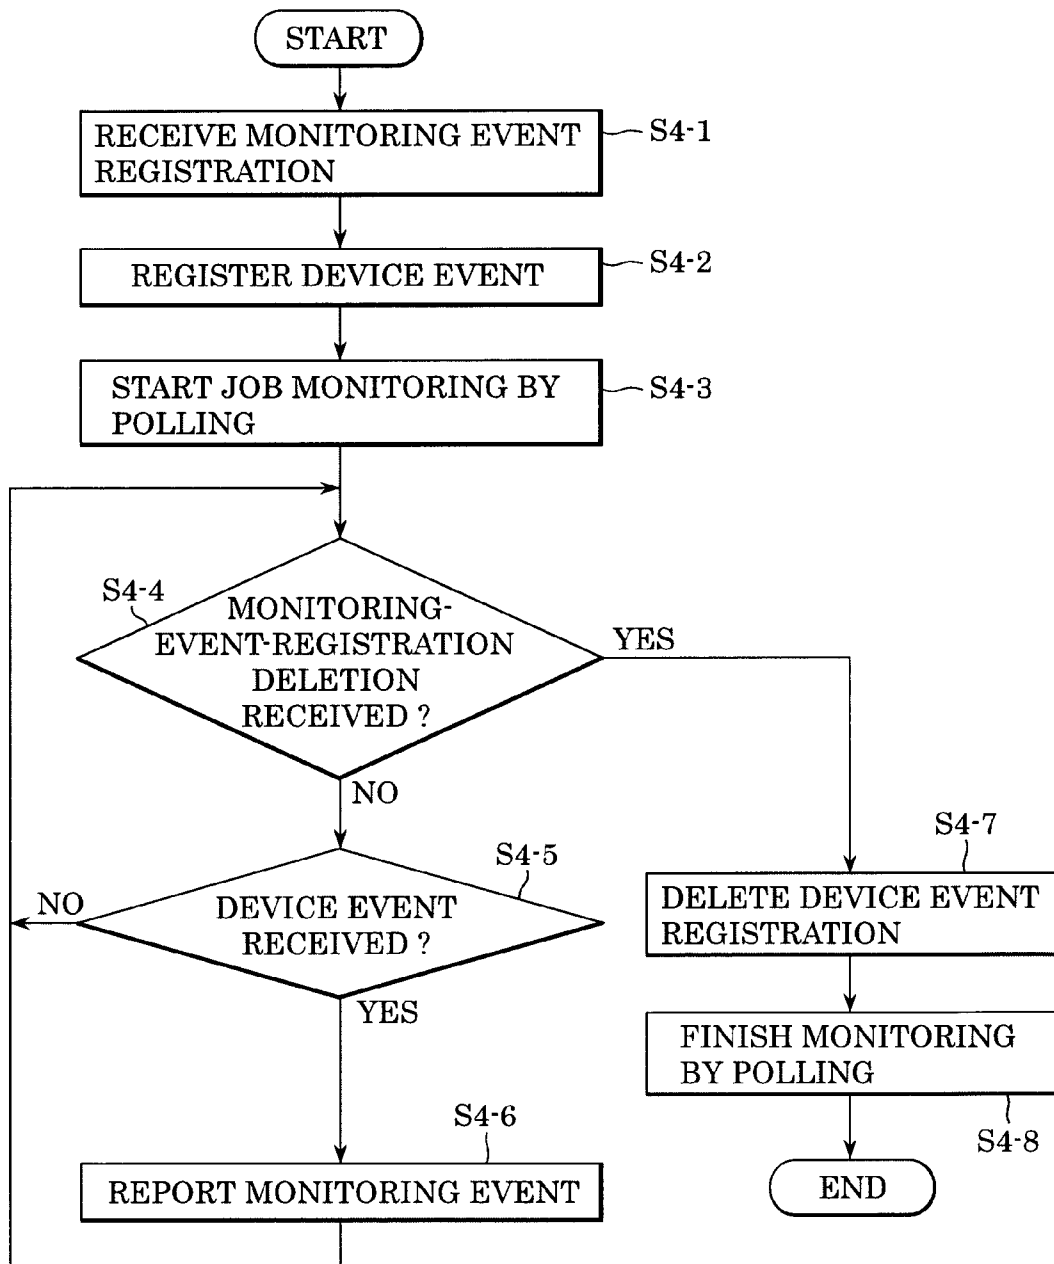 START
RECEIVE MONITORING EVENT
REGISTRATION
S4-1
REGISTER DEVICE EVENT
S4-2
START JOB MONITORING BY
POLLING
S4-3
S4-4
MONITORING-
EVENT-REGISTRATION
DELETION
RECEIVED ?
YES
NO
S4-5
DEVICE EVENT
RECEIVED ?
NO
YES
S4-6
REPORT MONITORING EVENT
S4-7
DELETE DEVICE EVENT
REGISTRATION
FINISH MONITORING
BY POLLING
S4-8
END